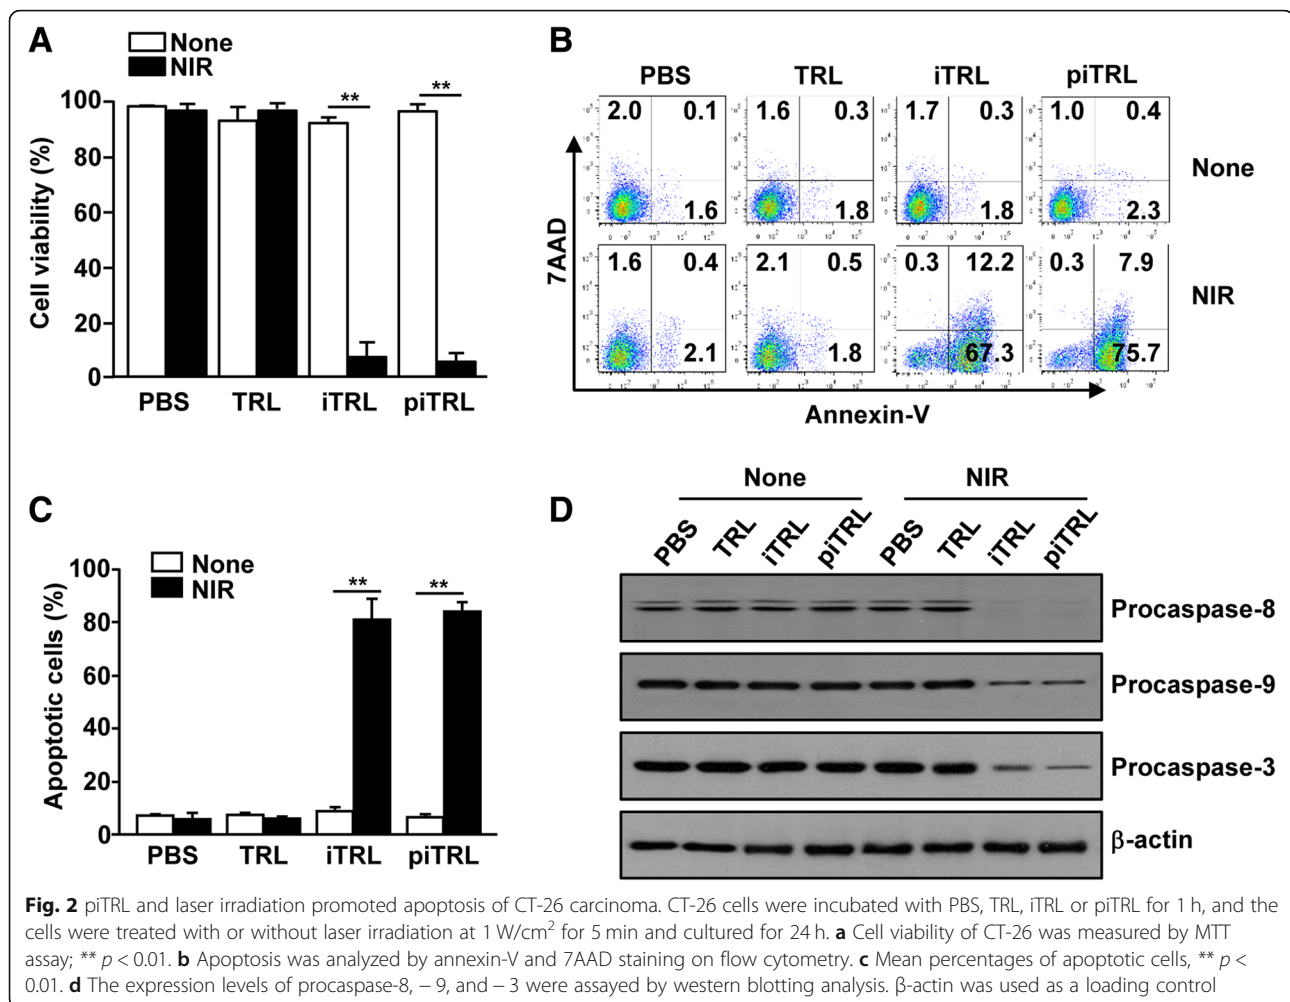 A
None
NIR
Cell viability (%)
100
80
60
40
20
0
**
**
PBS TRL iTRL piTRL
B
PBS TRL iTRL piTRL
2.0 0.1 1.6 0.3 1.7 0.3 1.0 0.4
None
1.6 1.8 1.8 2.3
7AAD
1.6 0.4 2.1 0.5 0.3 12.2 0.3 7.9
NIR
2.1 1.8 67.3 75.7
Annexin-V
C
None
NIR
Apoptotic cells (%)
100
80
60
40
20
0
** **
PBS TRL iTRL piTRL
D
None NIR
PBS TRL iTRL piTRL PBS TRL iTRL piTRL
Procaspase-8
Procaspase-9
Procaspase-3
β-actin
Fig. 2 piTRL and laser irradiation promoted apoptosis of CT-26 carcinoma. CT-26 cells were incubated with PBS, TRL, iTRL or piTRL for 1 h, and the
cells were treated with or without laser irradiation at 1 W/cm² for 5 min and cultured for 24 h. a Cell viability of CT-26 was measured by MTT
assay; ** p < 0.01. b Apoptosis was analyzed by annexin-V and 7AAD staining on flow cytometry. c Mean percentages of apoptotic cells, ** p <
0.01. d The expression levels of procaspase-8, − 9, and − 3 were assayed by western blotting analysis. β-actin was used as a loading control